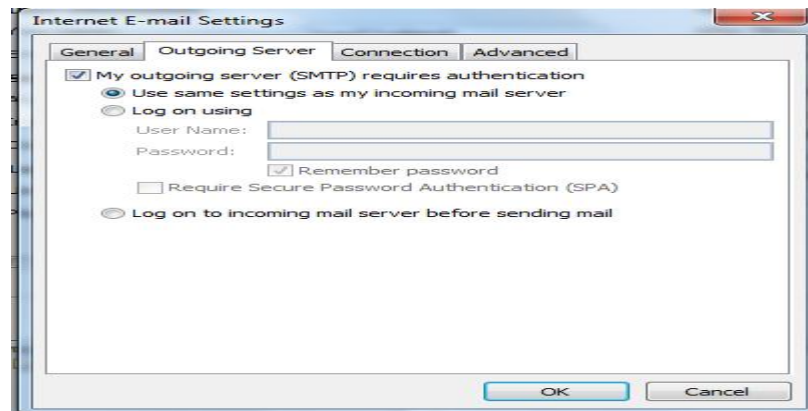 Internet E-mail Settings
General Outgoing Server Connection Advanced
My outgoing server (SMTP) requires authentication
Use same settings as my incoming mail server
Log on using
User Name:
Password:
Remember password
Require Secure Password Authentication (SPA)
Log on to incoming mail server before sending mail
OK Cancel